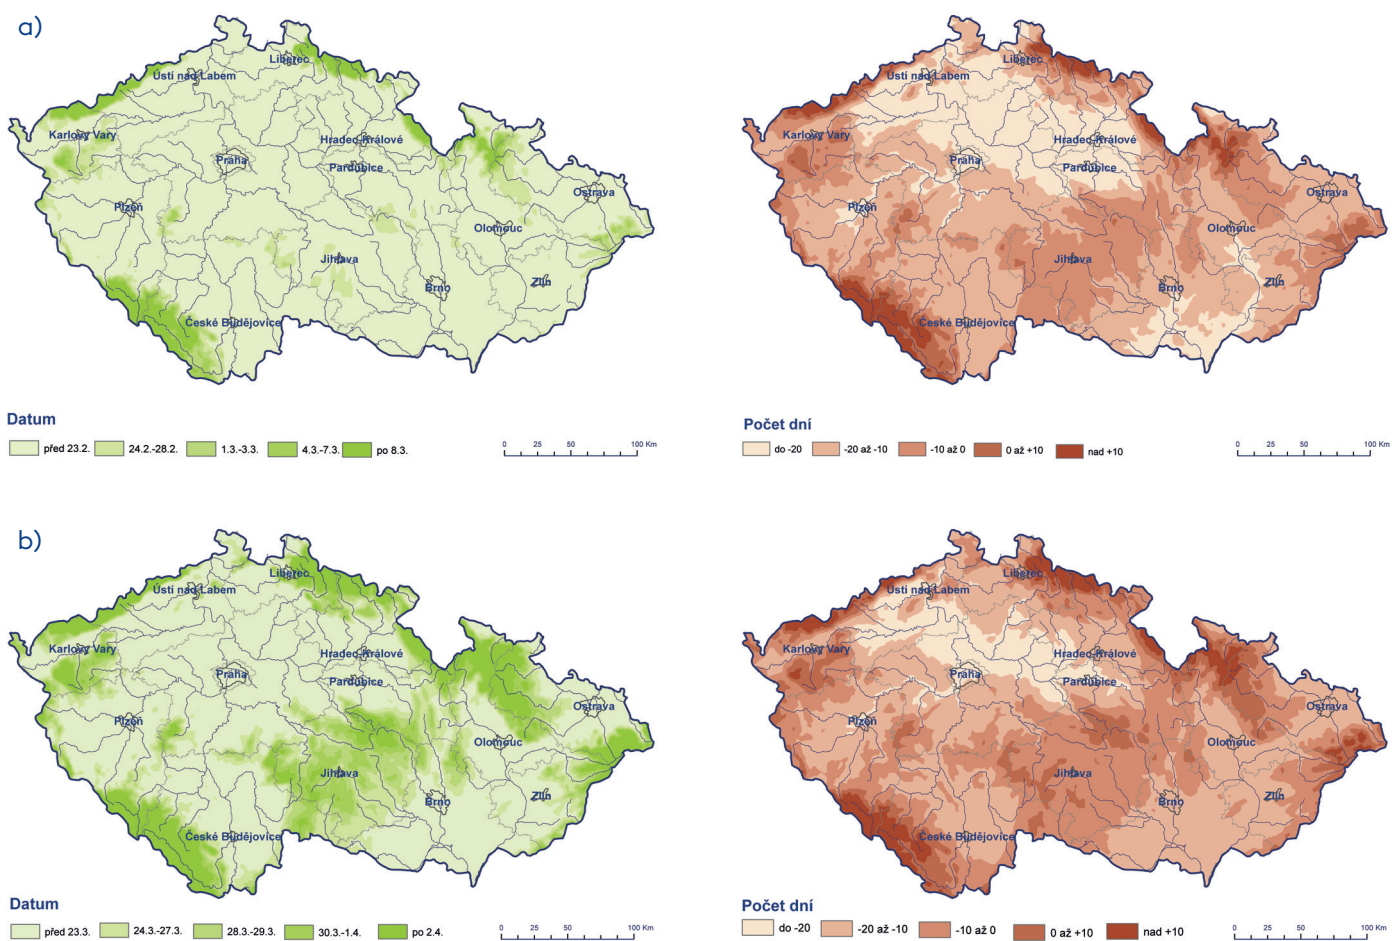 a)
Liberec
Ústí nad Labem
Karlovy Vary
Hradec Králové
Praha
Pardubice
Ostrava
Plzeň
Olomouc
Jihlava
Brno
Zlín
České Budějovice
Datum
před 23.2.
24.2.-28.2.
1.3.-3.3.
4.3.-7.3.
po 8.3.
0 25 50 100 Km
Liberec
Ústí nad Labem
Karlovy Vary
Hradec Králové
Praha
Pardubice
Ostrava
Plzeň
Olomouc
Jihlava
Brno
Zlín
České Budějovice
Počet dní
do -20
-20 až -10
-10 až 0
0 až +10
nad +10
0 25 50 100 Km
b)
Liberec
Ústí nad Labem
Karlovy Vary
Hradec Králové
Praha
Pardubice
Ostrava
Plzeň
Olomouc
Jihlava
Brno
Zlín
České Budějovice
Datum
před 23.3.
24.3.-27.3.
28.3.-29.3.
30.3.-1.4.
po 2.4.
0 25 50 100 Km
Liberec
Ústí nad Labem
Karlovy Vary
Hradec Králové
Praha
Pardubice
Ostrava
Plzeň
Olomouc
Jihlava
Brno
Zlín
České Budějovice
Počet dní
do -20
-20 až -10
-10 až 0
0 až +10
nad +10
0 25 50 100 Km